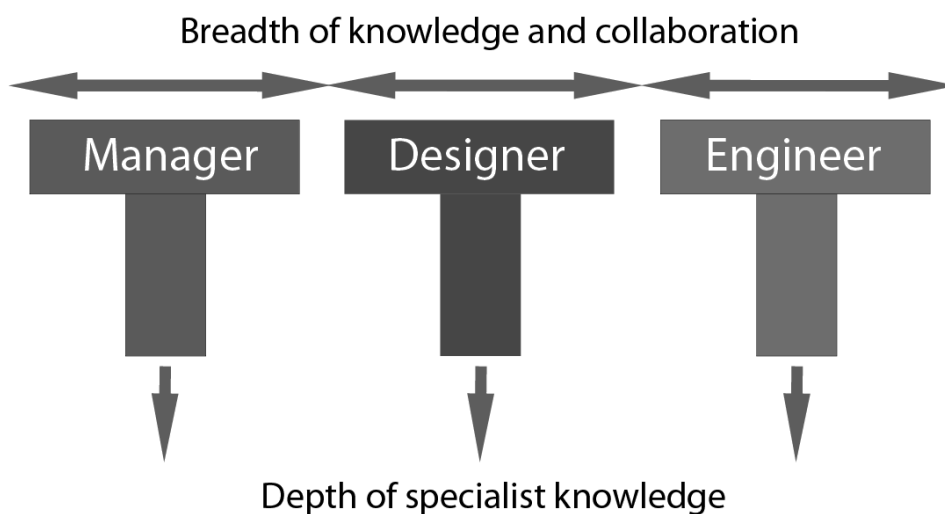 Breadth of knowledge and collaboration
Manager Designer Engineer
Depth of specialist knowledge